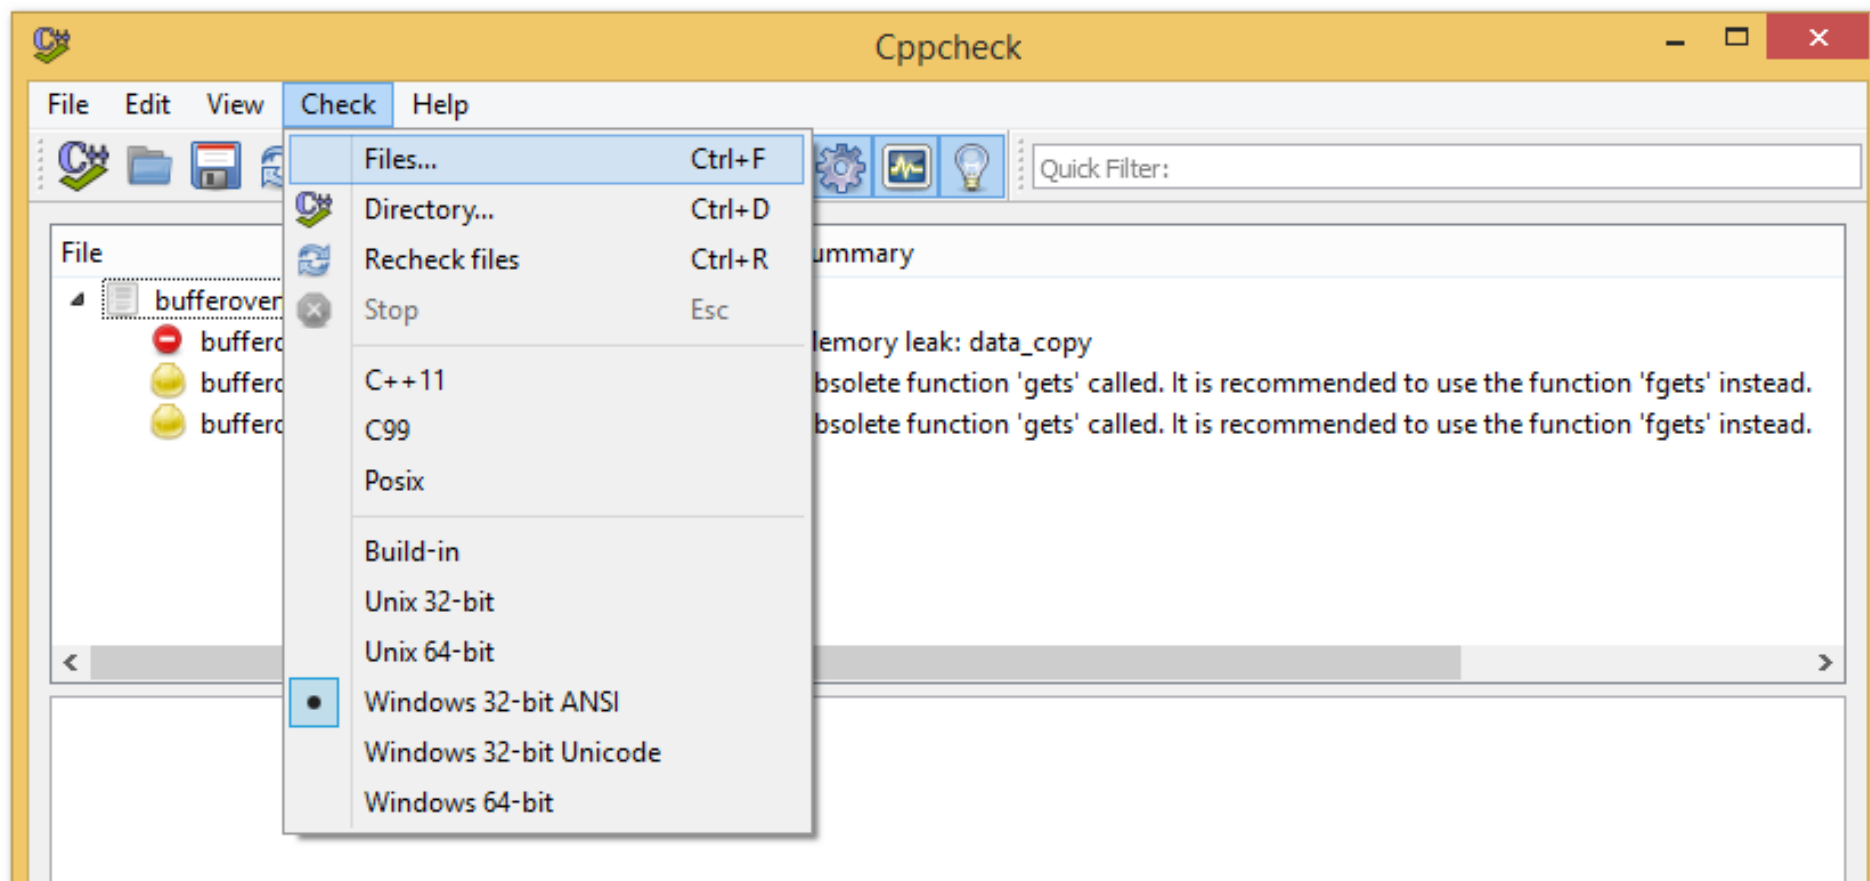 Cppcheck
File Edit View Check Help
Files... Ctrl+F
Quick Filter:
Directory... Ctrl+D
File ummary
Recheck files Ctrl+R
bufferover
Stop Esc
bufferc lemory leak: data_copy
C++11
bufferc bsolete function 'gets' called. It is recommended to use the function 'fgets' instead.
C99
bufferc bsolete function 'gets' called. It is recommended to use the function 'fgets' instead.
Posix
Build-in
Unix 32-bit
Unix 64-bit
Windows 32-bit ANSI
Windows 32-bit Unicode
Windows 64-bit